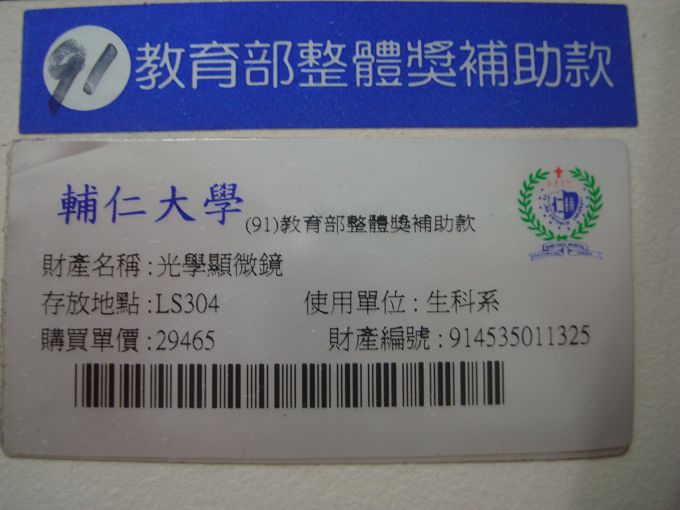 91 教育部整體獎補助款
輔仁大學 (91)教育部整體獎補助款
財產名稱:光學顯微鏡
存放地點:LS304 使用單位:生科系
購買單價:29465 財產編號:914535011325